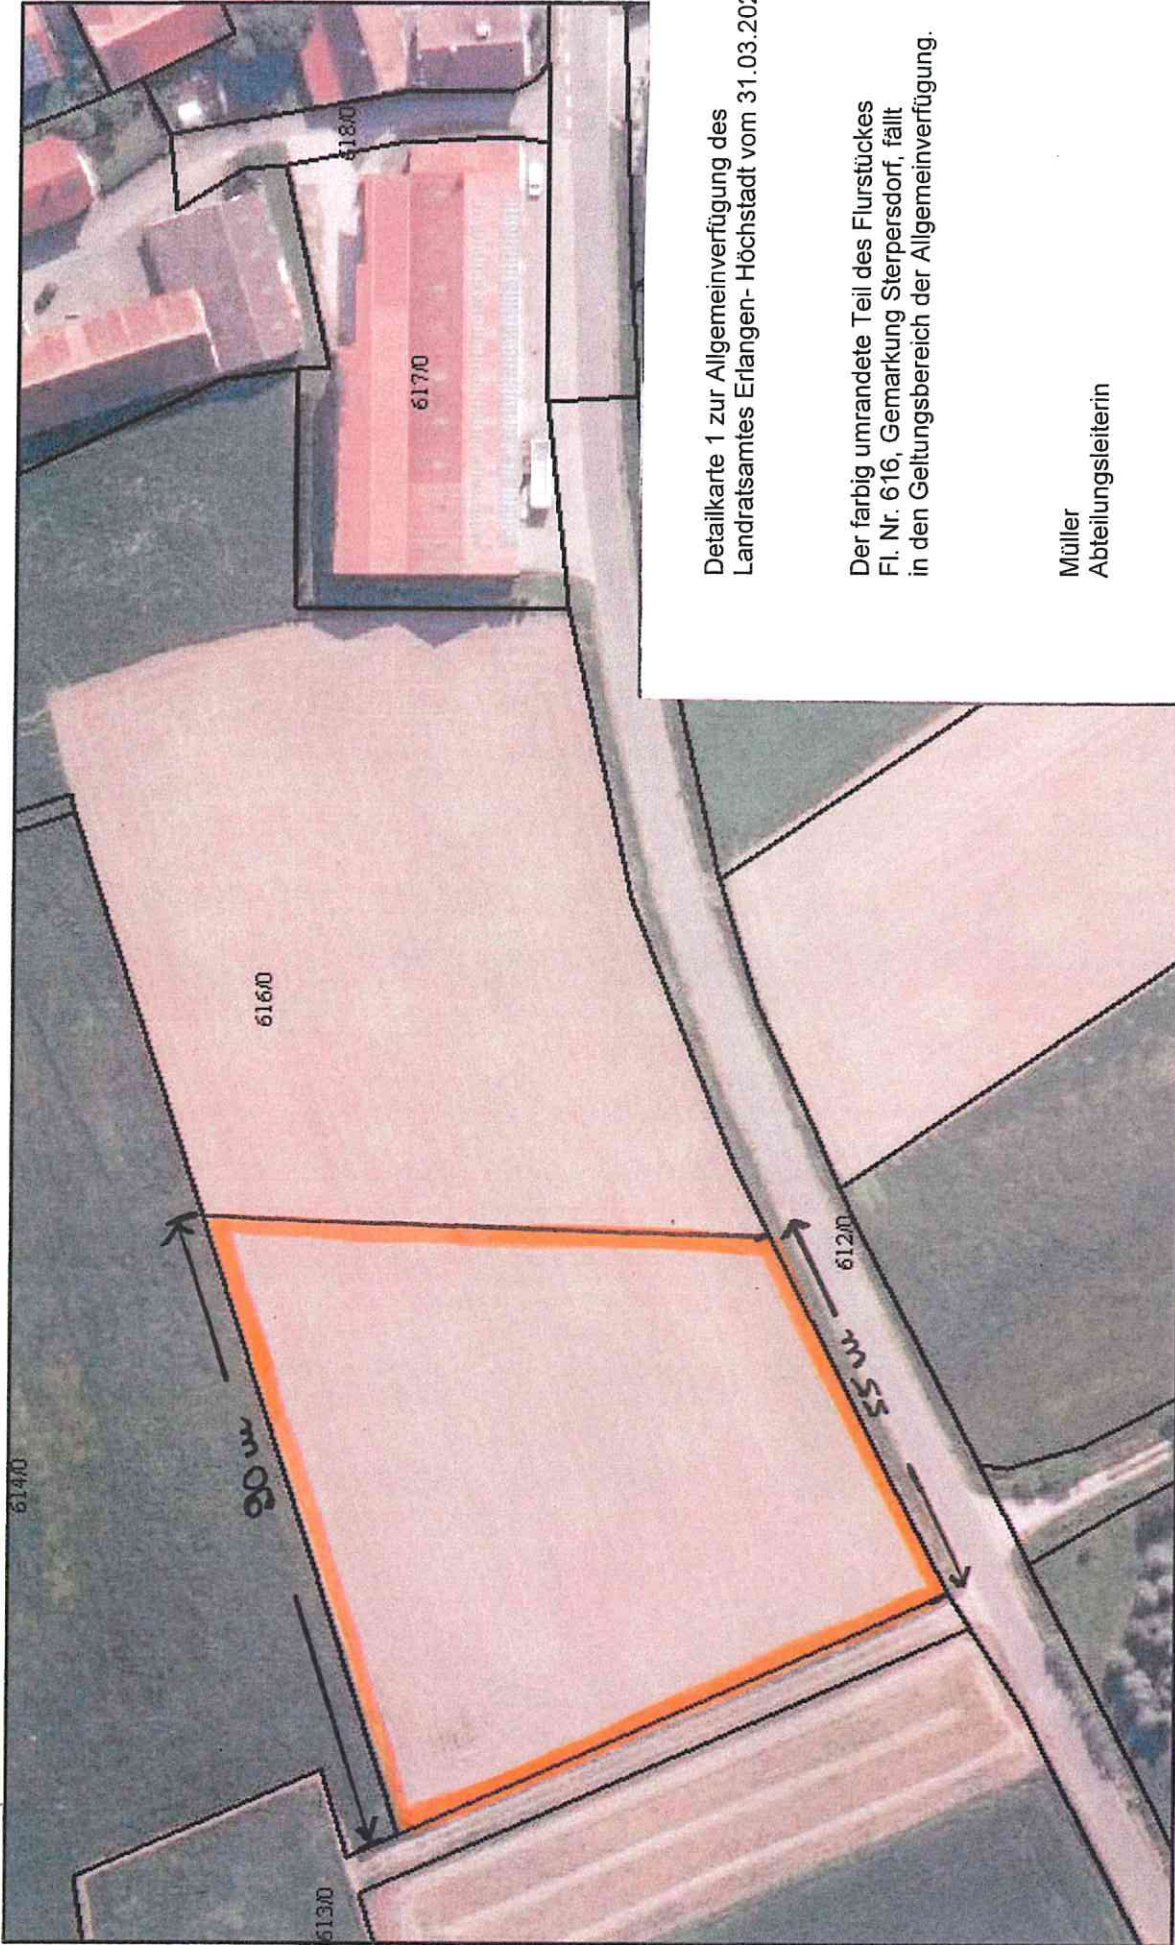 Detailkarte 1 zur Allgemeinverfügung des
Landratsamtes Erlangen- Höchstadt vom 31.03.202
Der farbig umrandete Teil des Flurstückes
Fl. Nr. 616, Gemarkung Sterpersdorf, fällt
in den Geltungsbereich der Allgemeinverfügung.
Müller
Abteilungsleiterin
614/0
613/0
616/0
617/0
618/0
612/0
90 m
55 m